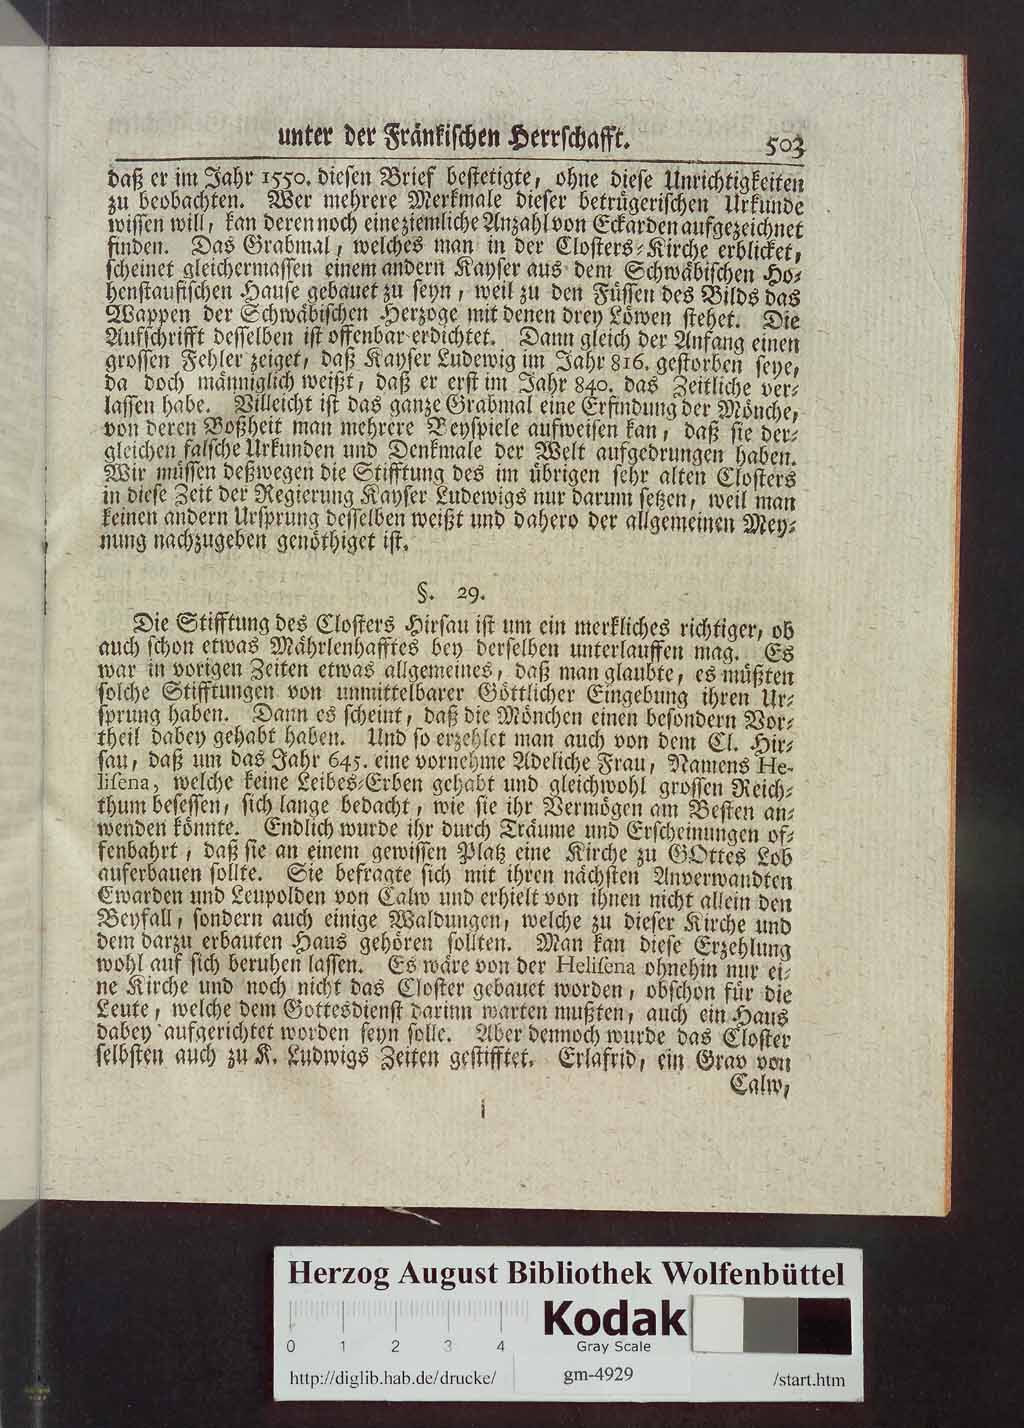 unter der Fränkischen Herrschafft. 503
daß er im Jahr 1550. diesen Brief bestetigte, ohne diese Unrichtigkeiten
zu beobachten. Wer mehrere Merkmale dieser betrügerischen Urkunde
wissen will, kan deren noch eine ziemliche Anzahl von Eckarden aufgezeichnet
finden. Das Grabmal, welches man in der Closters-Kirche erblicket,
scheinet gleichermassen einem andern Kayser aus dem Schwäbischen Ho-
henstaufischen Hause gebauet zu seyn, weil zu den Füssen des Bilds das
Wappen der Schwäbischen Herzoge mit denen drey Löwen stehet. Die
Aufschrifft desselben ist offenbar erdichtet. Dann gleich der Anfang einen
grossen Fehler zeiget, daß Kayser Ludewig im Jahr 816. gestorben seye,
da doch männiglich weißt, daß er erst im Jahr 840. das Zeitliche ver-
lassen habe. Villeicht ist das ganze Grabmal eine Erfindung der Mönche,
von deren Boßheit man mehrere Beyspiele aufweisen kan, daß sie der-
gleichen falsche Urkunden und Denkmale der Welt aufgedrungen haben.
Wir müssen deßwegen die Stifftung des im übrigen sehr alten Closters
in diese Zeit der Regierung Kayser Ludewigs nur darum setzen, weil man
keinen andern Ursprung desselben weißt und dahero der allgemeinen Mey-
nung nachzugeben genöthiget ist.
§. 29.
Die Stifftung des Closters Hirsau ist um ein merkliches richtiger, ob
auch schon etwas Mährlenhafftes bey derselben unterlauffen mag. Es
war in vorigen Zeiten etwas allgemeines, daß man glaubte, es müßten
solche Stifftungen von unmittelbarer Göttlicher Eingebung ihren Ur-
sprung haben. Dann es scheint, daß die Mönchen einen besondern Vor-
theil dabey gehabt haben. Und so erzehlet man auch von dem Cl. Hir-
sau, daß um das Jahr 645. eine vornehme Adeliche Frau, Namens He-
lisena, welche keine Leibes-Erben gehabt und gleichwohl grossen Reich-
thum besessen, sich lange bedacht, wie sie ihr Vermögen am Besten an-
wenden könnte. Endlich wurde ihr durch Träume und Erscheinungen of-
fenbahrt, daß sie an einem gewissen Platz eine Kirche zu GOttes Lob
auferbauen sollte. Sie befragte sich mit ihren nächsten Anverwandten
Ewarden und Leupolden von Calw und erhielt von ihnen nicht allein den
Beyfall, sondern auch einige Waldungen, welche zu dieser Kirche und
dem darzu erbauten Haus gehören sollten. Man kan diese Erzehlung
wohl auf sich beruhen lassen. Es wäre von der Helisena ohnehin nur ei-
ne Kirche und noch nicht das Closter gebauet worden, obschon für die
Leute, welche dem Gottesdienst darinn warten mußten, auch ein Haus
dabey aufgerichtet worden seyn solle. Aber dennoch wurde das Closter
selbsten auch zu K. Ludwigs Zeiten gestifftet. Erlafrid, ein Grav von
Calw,
Herzog August Bibliothek Wolfenbüttel
Kodak
0 1 2 3 4
Gray Scale
http://diglib.hab.de/drucke/ gm-4929 /start.htm